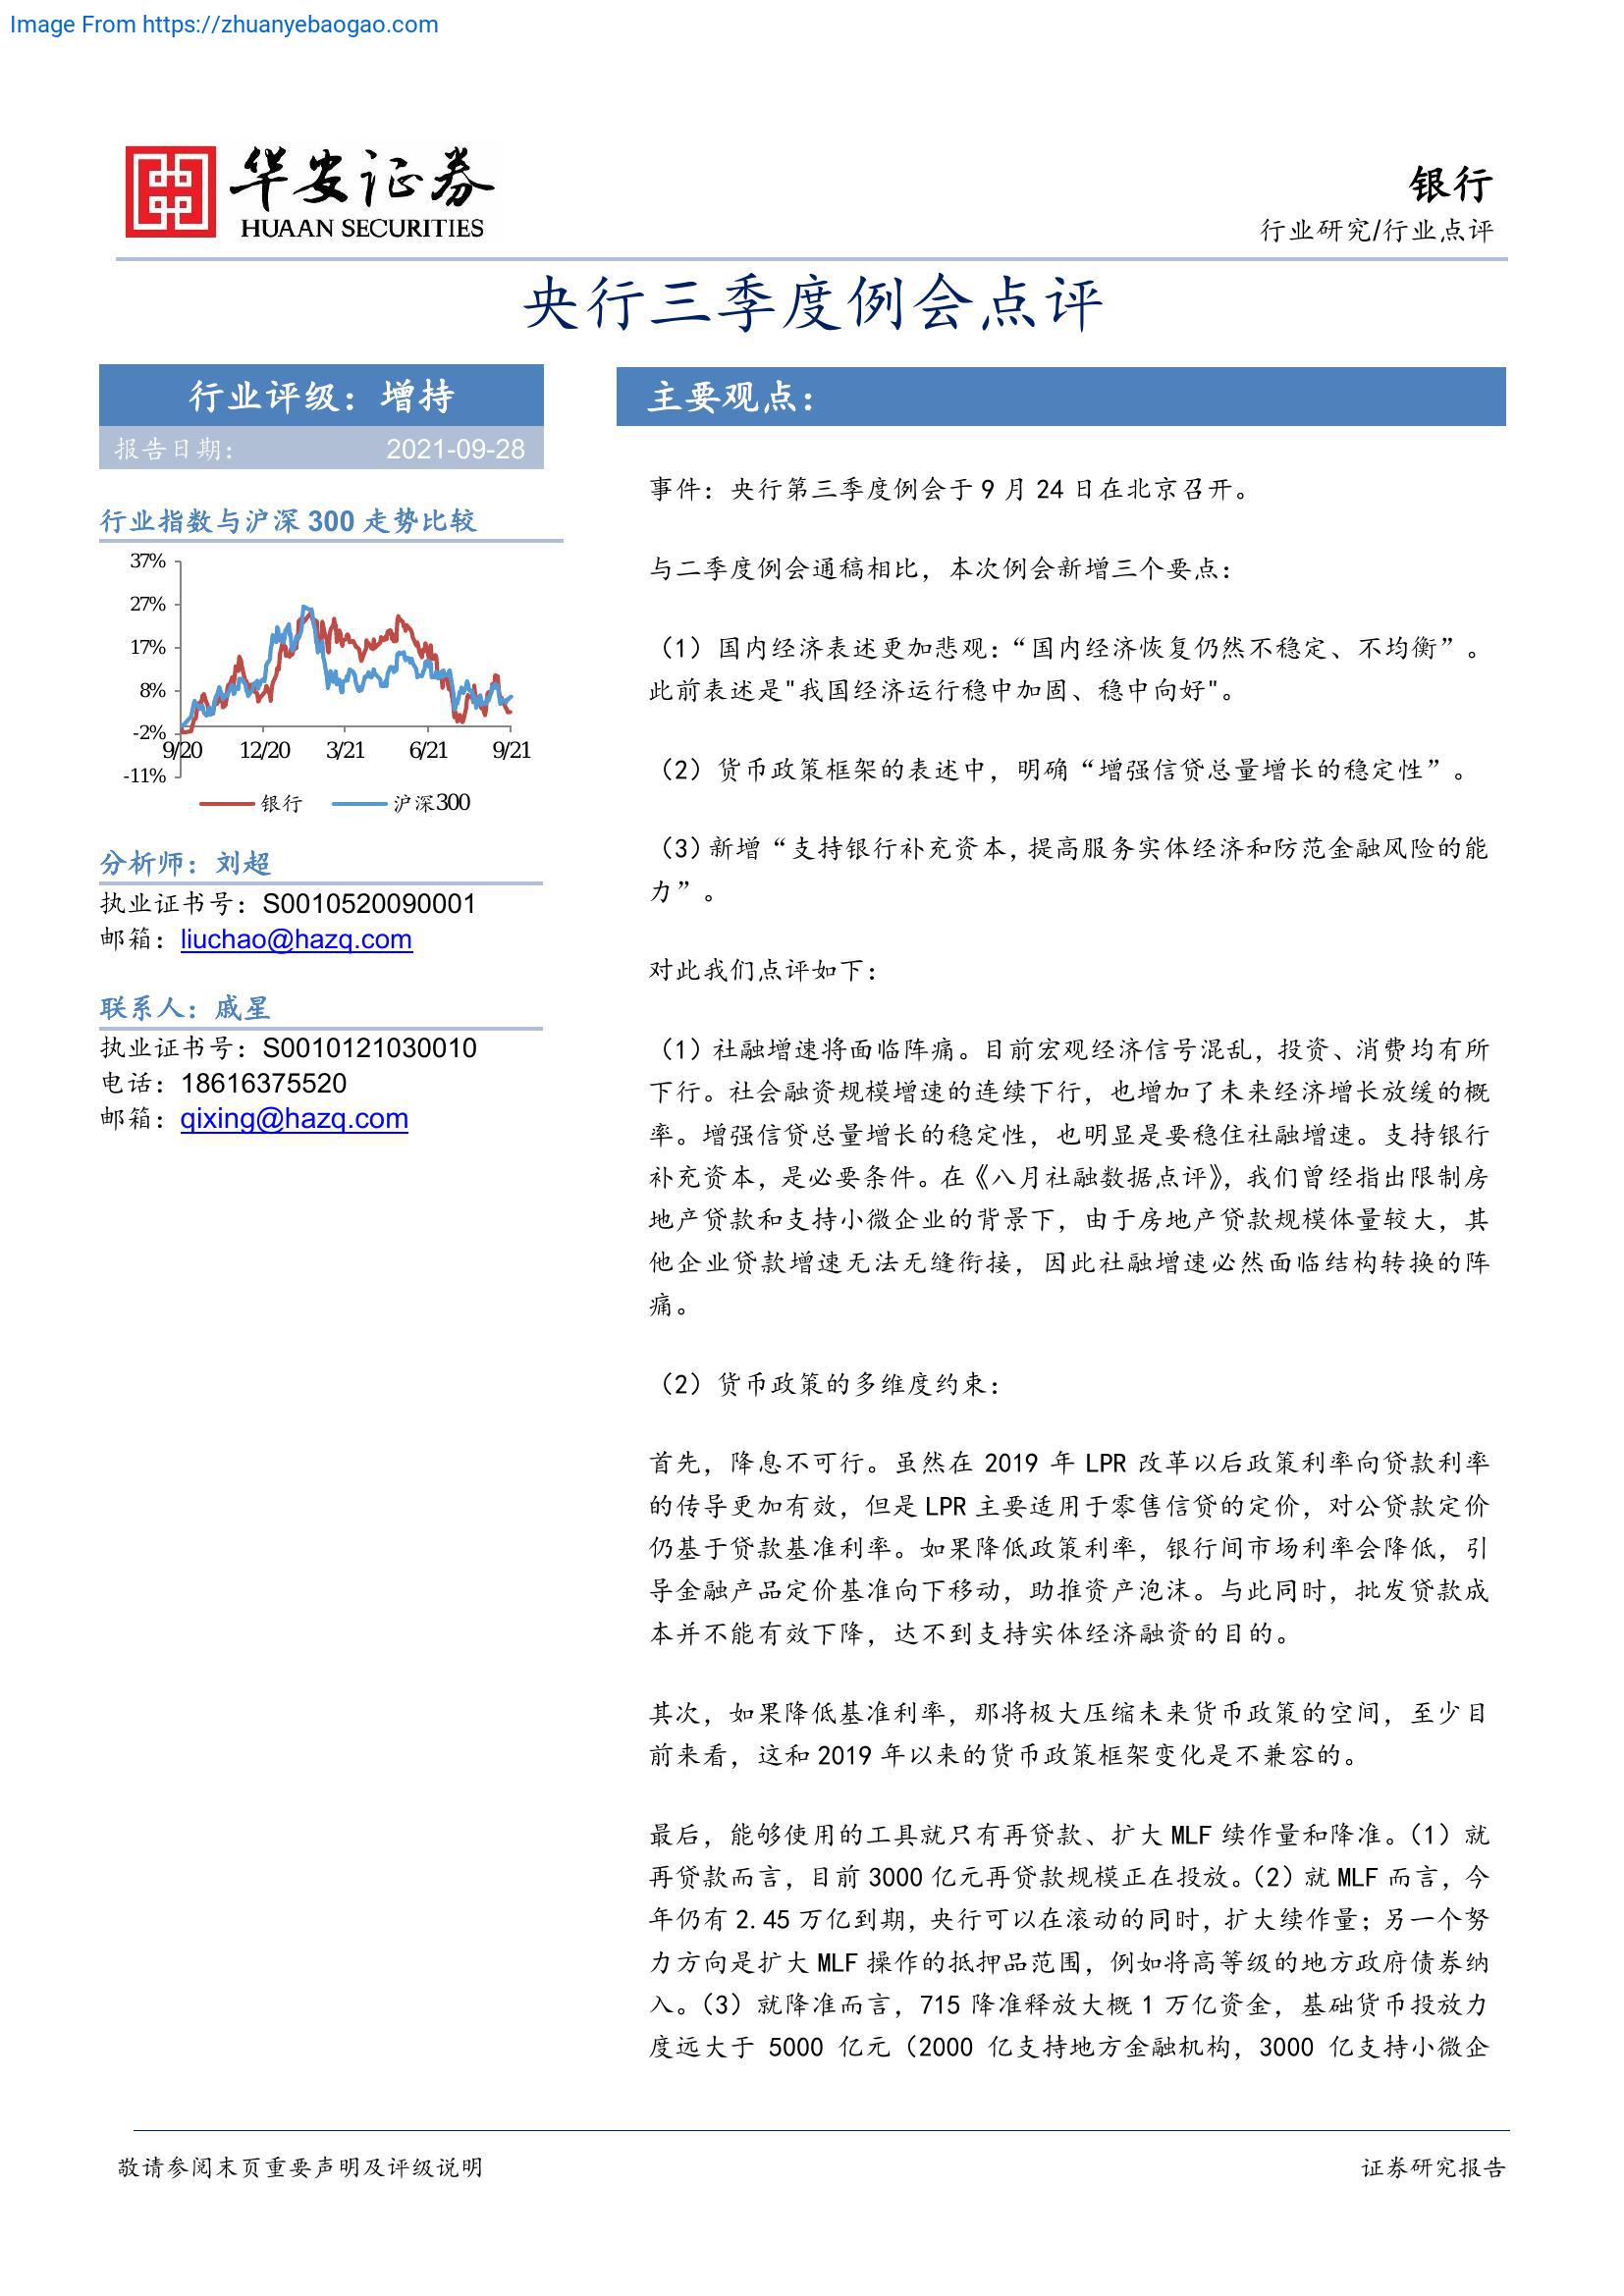 Image From https://zhuanyebaogao.com
华安证券
HUAAN SECURITIES
银行
行业研究/行业点评
央行三季度例会点评
行业评级：增持
报告日期： 2021-09-28
行业指数与沪深 300 走势比较
37%
27%
17%
8%
-2%
-11%
9/20 12/20 3/21 6/21 9/21
银行 沪深300
分析师：刘超
执业证书号：S0010520090001
邮箱：liuchao@hazq.com
联系人：戚星
执业证书号：S0010121030010
电话：18616375520
邮箱：qixing@hazq.com
主要观点：
事件：央行第三季度例会于 9 月 24 日在北京召开。
与二季度例会通稿相比，本次例会新增三个要点：
（1）国内经济表述更加悲观：“国内经济恢复仍然不稳定、不均衡”。
此前表述是"我国经济运行稳中加固、稳中向好"。
（2）货币政策框架的表述中，明确“增强信贷总量增长的稳定性”。
（3）新增“支持银行补充资本，提高服务实体经济和防范金融风险的能
力”。
对此我们点评如下：
（1）社融增速将面临阵痛。目前宏观经济信号混乱，投资、消费均有所
下行。社会融资规模增速的连续下行，也增加了未来经济增长放缓的概
率。增强信贷总量增长的稳定性，也明显是要稳住社融增速。支持银行
补充资本，是必要条件。在《八月社融数据点评》，我们曾经指出限制房
地产贷款和支持小微企业的背景下，由于房地产贷款规模体量较大，其
他企业贷款增速无法无缝衔接，因此社融增速必然面临结构转换的阵
痛。
（2）货币政策的多维度约束：
首先，降息不可行。虽然在 2019 年 LPR 改革以后政策利率向贷款利率
的传导更加有效，但是 LPR 主要适用于零售信贷的定价，对公贷款定价
仍基于贷款基准利率。如果降低政策利率，银行间市场利率会降低，引
导金融产品定价基准向下移动，助推资产泡沫。与此同时，批发贷款成
本并不能有效下降，达不到支持实体经济融资的目的。
其次，如果降低基准利率，那将极大压缩未来货币政策的空间，至少目
前来看，这和 2019 年以来的货币政策框架变化是不兼容的。
最后，能够使用的工具就只有再贷款、扩大 MLF 续作量和降准。（1）就
再贷款而言，目前 3000 亿元再贷款规模正在投放。（2）就 MLF 而言，今
年仍有 2.45 万亿到期，央行可以在滚动的同时，扩大续作量；另一个努
力方向是扩大 MLF 操作的抵押品范围，例如将高等级的地方政府债券纳
入。（3）就降准而言，715 降准释放大概 1 万亿资金，基础货币投放力
度远大于 5000 亿元（2000 亿支持地方金融机构，3000 亿支持小微企
敬请参阅末页重要声明及评级说明
证券研究报告